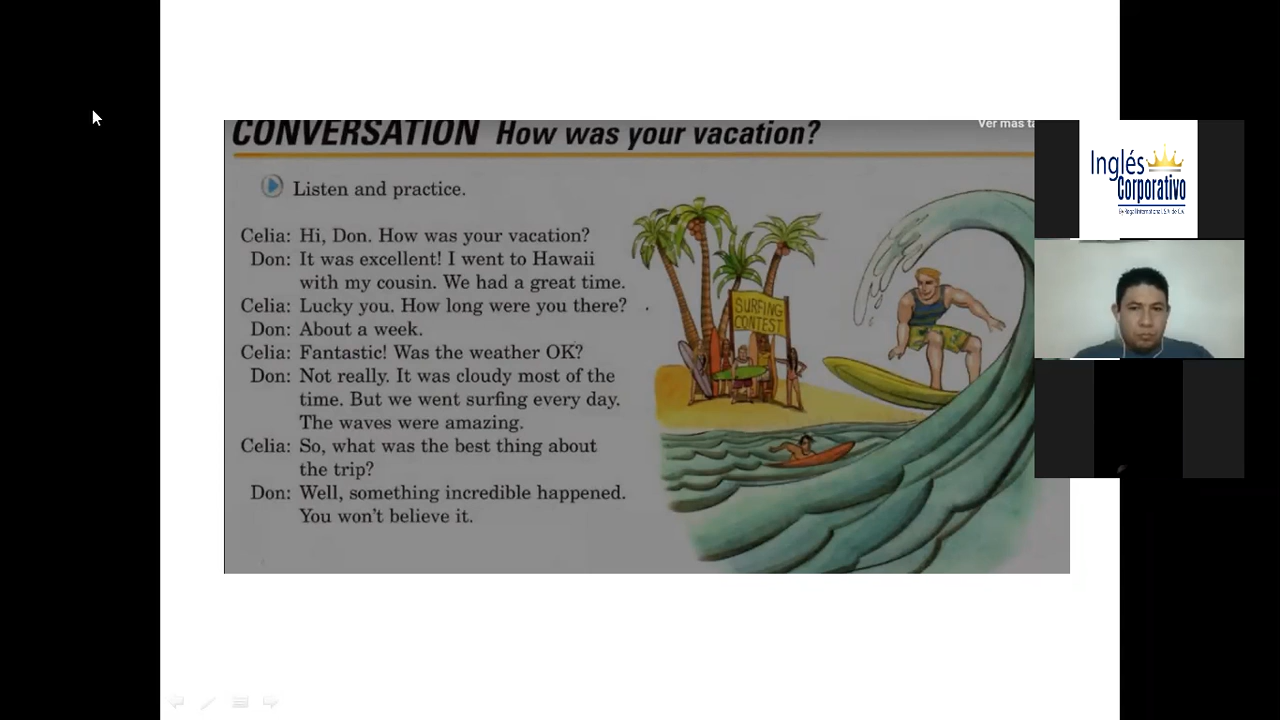 CONVERSATION How was your vacation?
Ver mas
Listen and practice.
Celia: Hi, Don. How was your vacation?
Don: It was excellent! I went to Hawaii
with my cousin. We had a great time.
Celia: Lucky you. How long were you there?
Don: About a week.
Celia: Fantastic! Was the weather OK?
Don: Not really. It was cloudy most of the
time. But we went surfing every day.
The waves were amazing.
Celia: So, what was the best thing about
the trip?
Don: Well, something incredible happened.
You won't believe it.
SURFING
CONTEST
Inglés
Corporativo